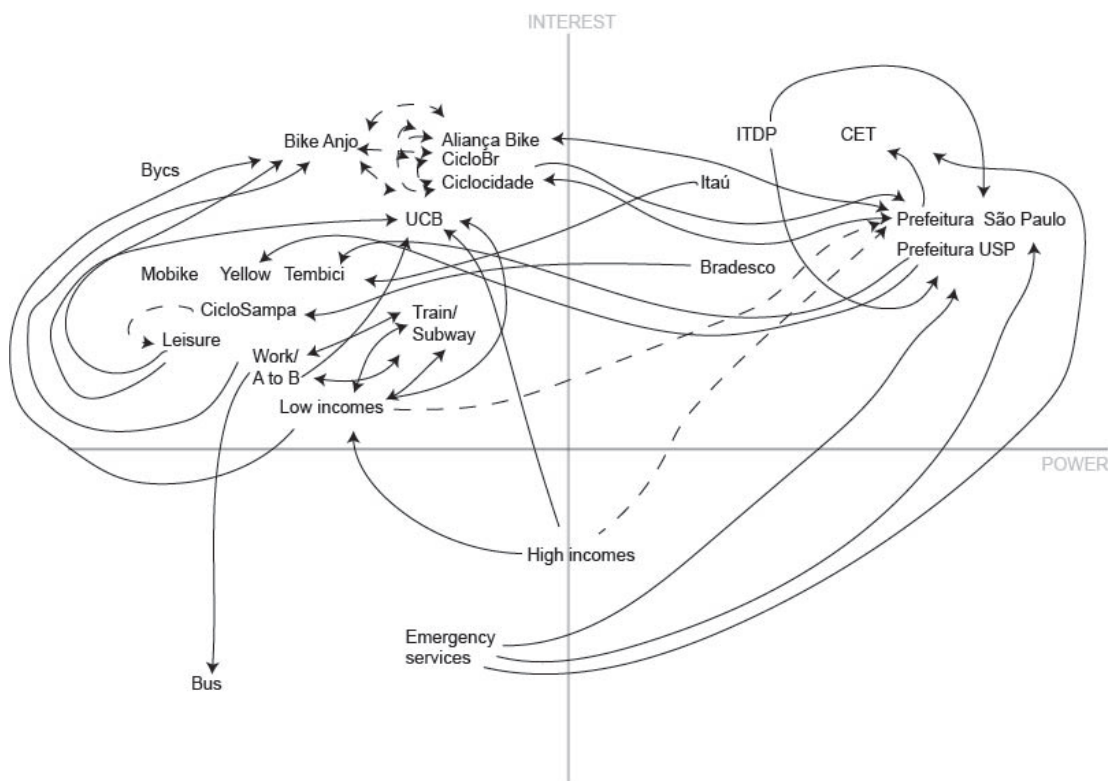 INTEREST
Bike Anjo
Aliança Bike
CicloBr
Ciclocidade
ITDP
CET
Bycs
Itaú
UCB
Prefeitura São Paulo
Prefeitura USP
Mobike Yellow Tembici
Bradesco
CicloSampa
Train/
Subway
Leisure
Work/
A to B
Low incomes
POWER
High incomes
Emergency
services
Bus